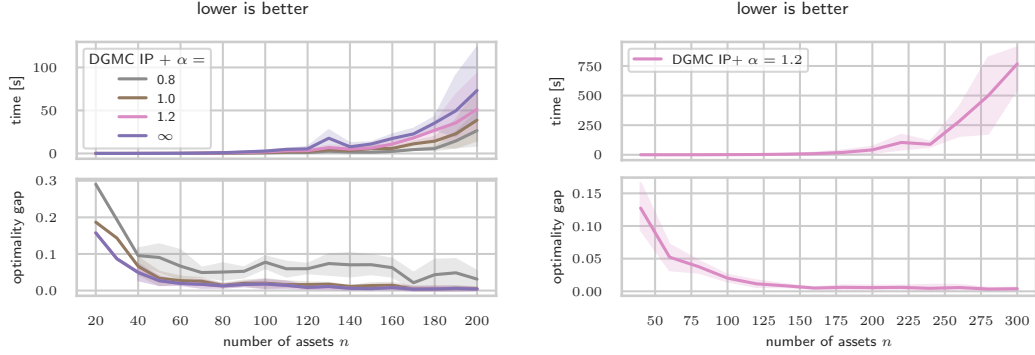 lower is better
DGMC IP + α =
0.8
1.0
1.2
∞
time [s]
100
50
0
optimality gap
0.3
0.2
0.1
0.0
20 40 60 80 100 120 140 160 180 200
number of assets n
lower is better
DGMC IP+ α = 1.2
time [s]
750
500
250
0
optimality gap
0.15
0.10
0.05
0.00
50 75 100 125 150 175 200 225 250 275 300
number of assets n